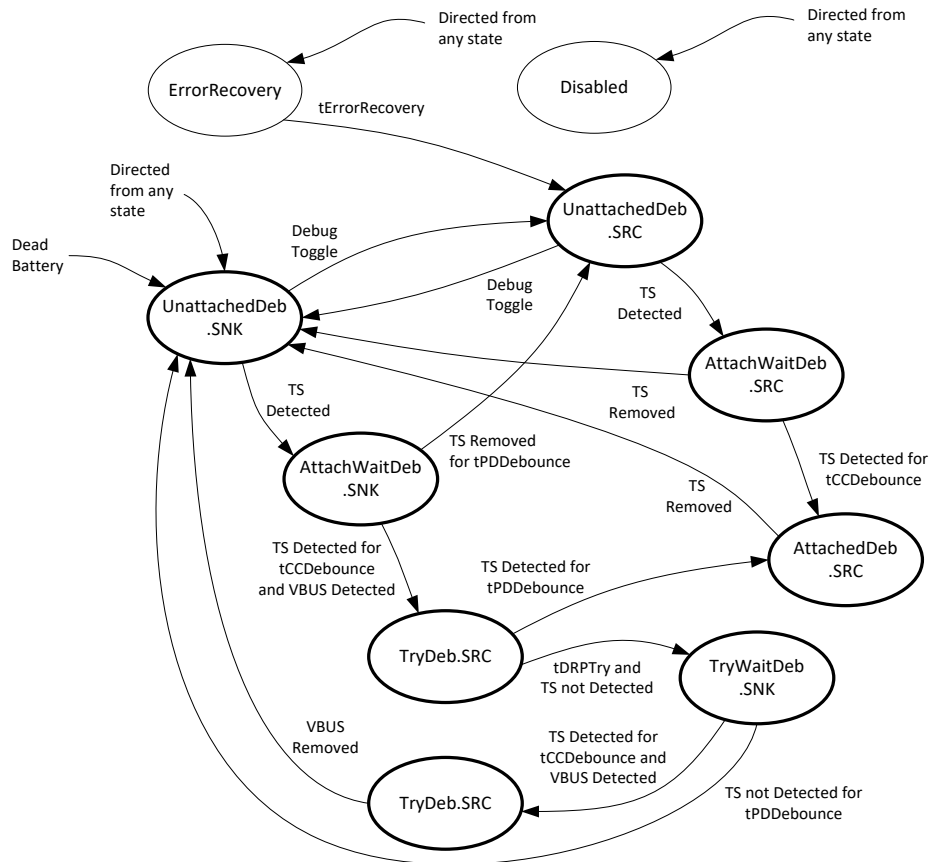 Directed from
any state
Directed from
any state
ErrorRecovery
Disabled
tErrorRecovery
Directed
from any
state
UnattachedDeb
.SRC
Dead
Battery
Debug
Toggle
UnattachedDeb
.SNK
Debug
Toggle
TS
Detected
AttachWaitDeb
.SRC
TS
Detected
TS
Removed
AttachWaitDeb
.SNK
TS Removed
for tPDDebounce
TS Detected for
tCCDebounce
TS
Removed
AttachedDeb
.SRC
TS Detected for
tCCDebounce
and VBUS Detected
TS Detected for
tPDDebounce
TryDeb.SRC
tDRPTry and
TS not Detected
TryWaitDeb
.SNK
VBUS
Removed
TS Detected for
tCCDebounce and
VBUS Detected
TryDeb.SRC
TS not Detected for
tPDDebounce